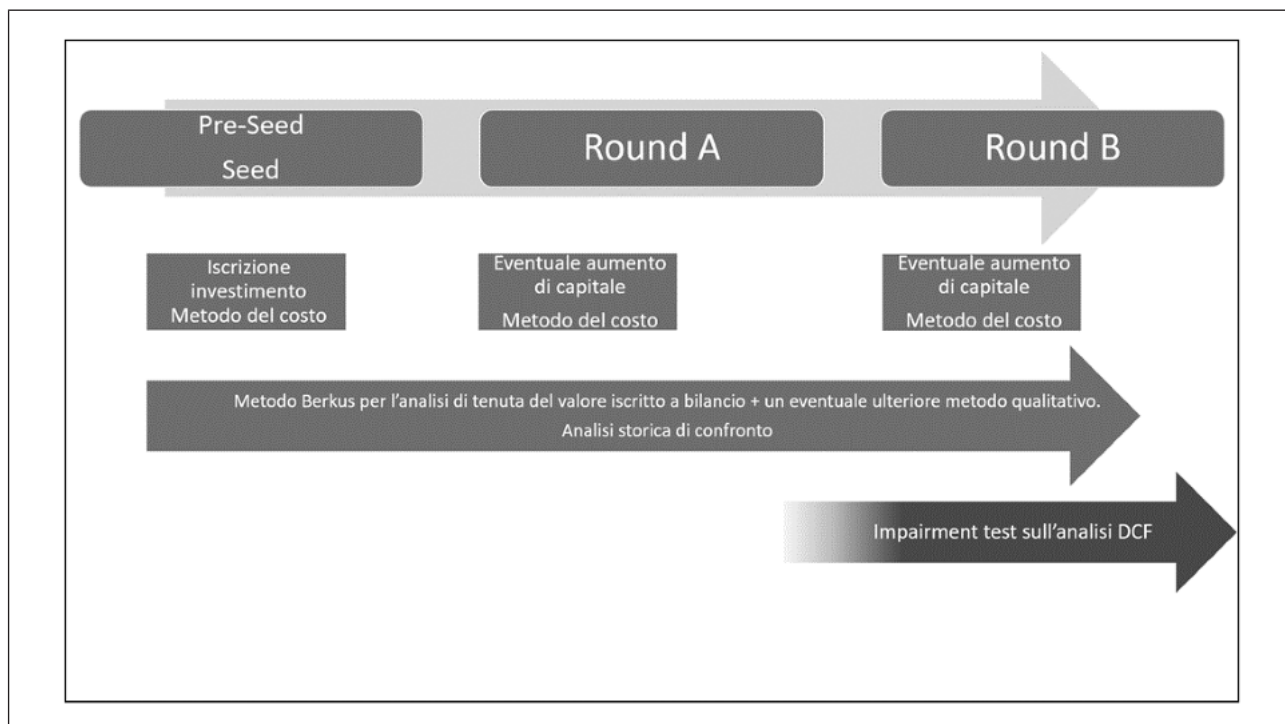 Pre-Seed
Seed
Round A
Round B
Iscrizione
investimento
Metodo del costo
Eventuale aumento
di capitale
Metodo del costo
Eventuale aumento
di capitale
Metodo del costo
Metodo Berkus per l'analisi di tenuta del valore iscritto a bilancio + un eventuale ulteriore metodo qualitativo.
Analisi storica di confronto
Impairment test sull'analisi DCF